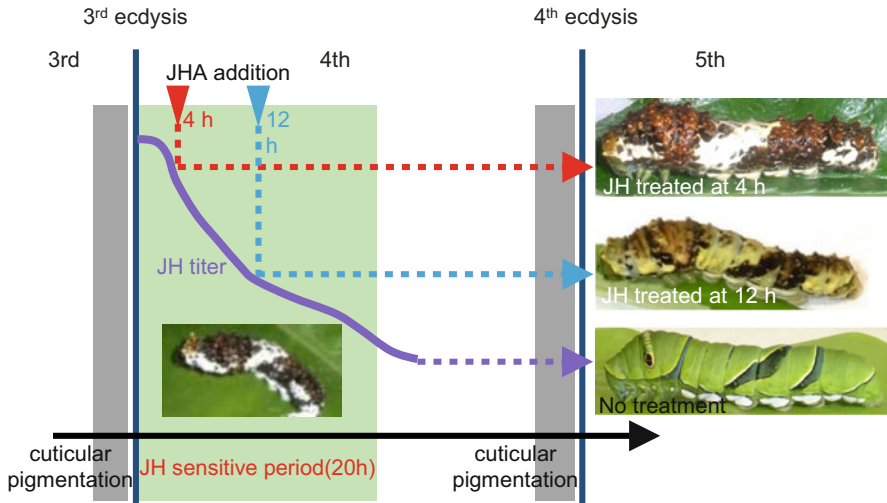 3rd ecdysis
4th ecdysis
3rd
JHA addition
4th
5th
4 h
12
h
JH treated at 4 h
JH titer
JH treated at 12 h
No treatment
cuticular
pigmentation
JH sensitive period(20h)
cuticular
pigmentation